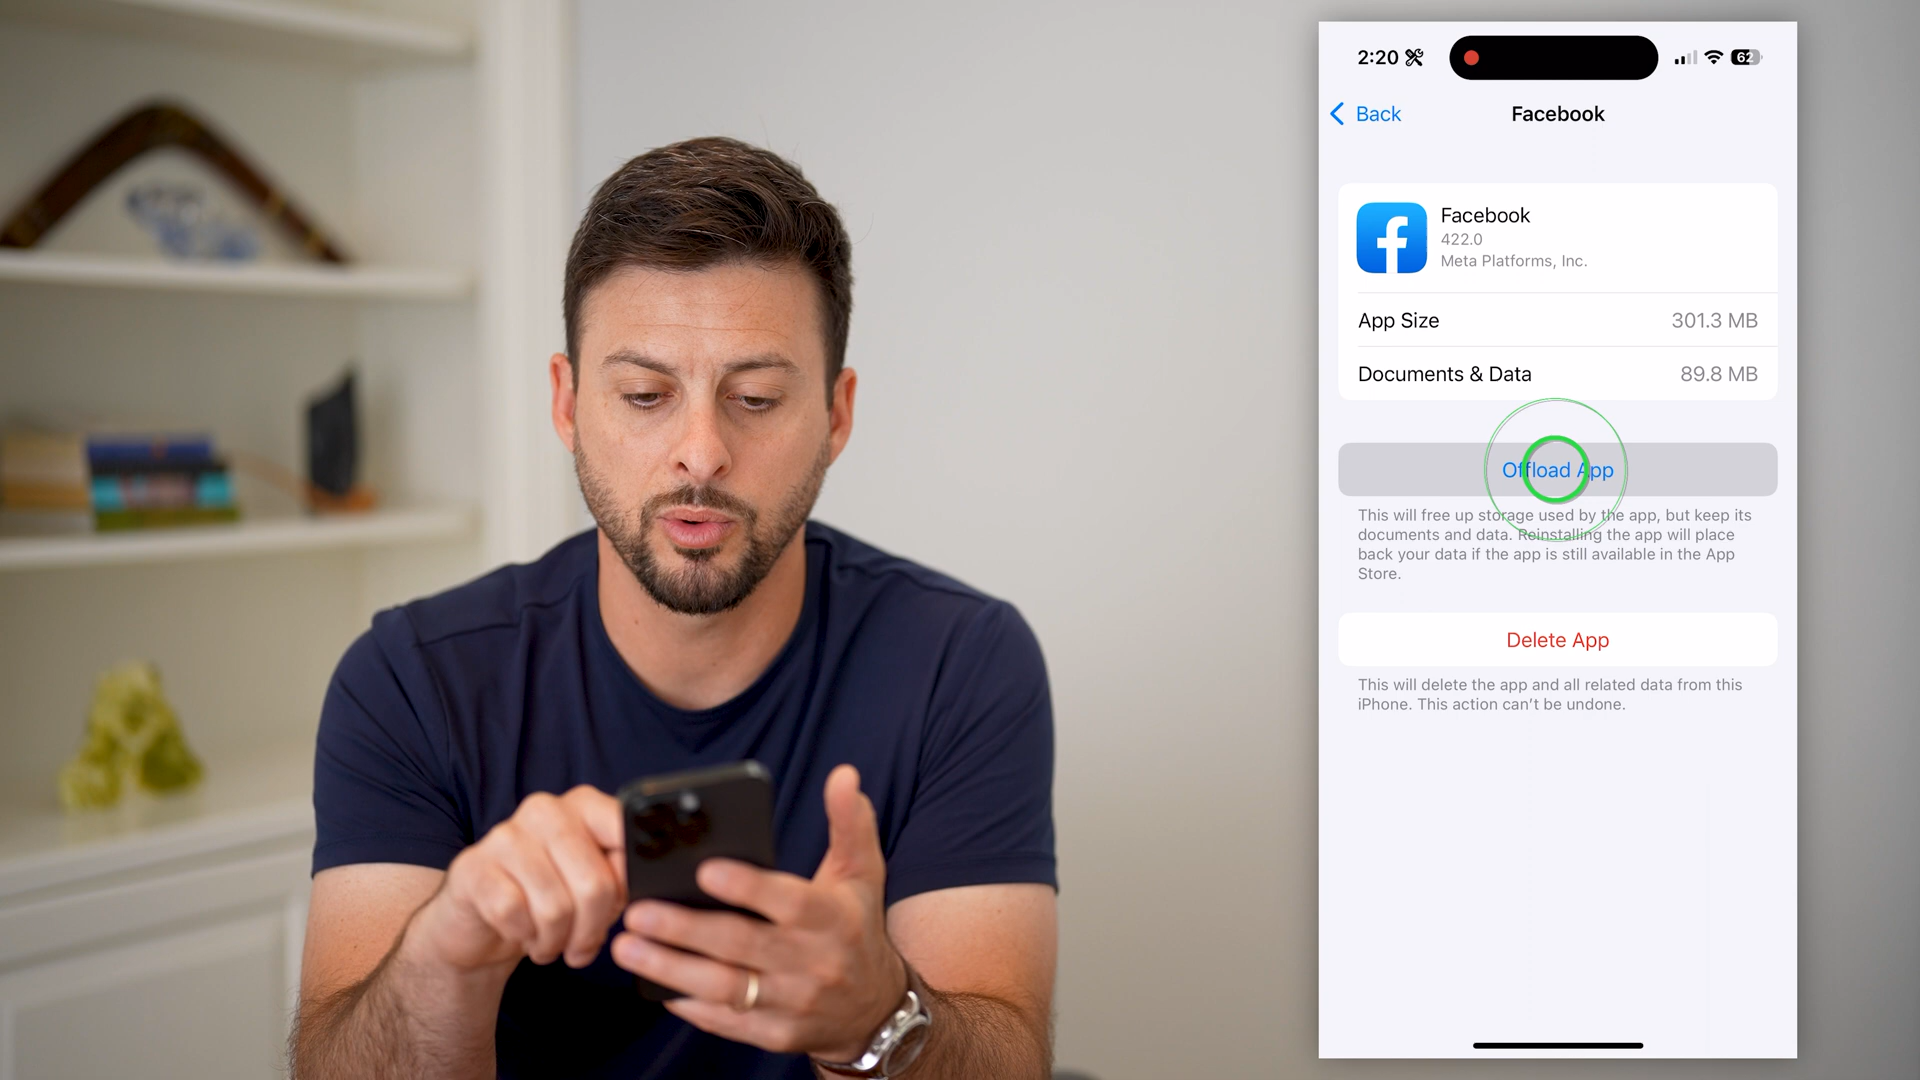 2:20
62
Back
Facebook
Facebook
422.0
Meta Platforms, Inc.
App Size 301.3 MB
Documents & Data 89.8 MB
Offload App
This will free up storage used by the app, but keep its
documents and data. Reinstalling the app will place
back your data if the app is still available in the App
Store.
Delete App
This will delete the app and all related data from this
iPhone. This action can't be undone.